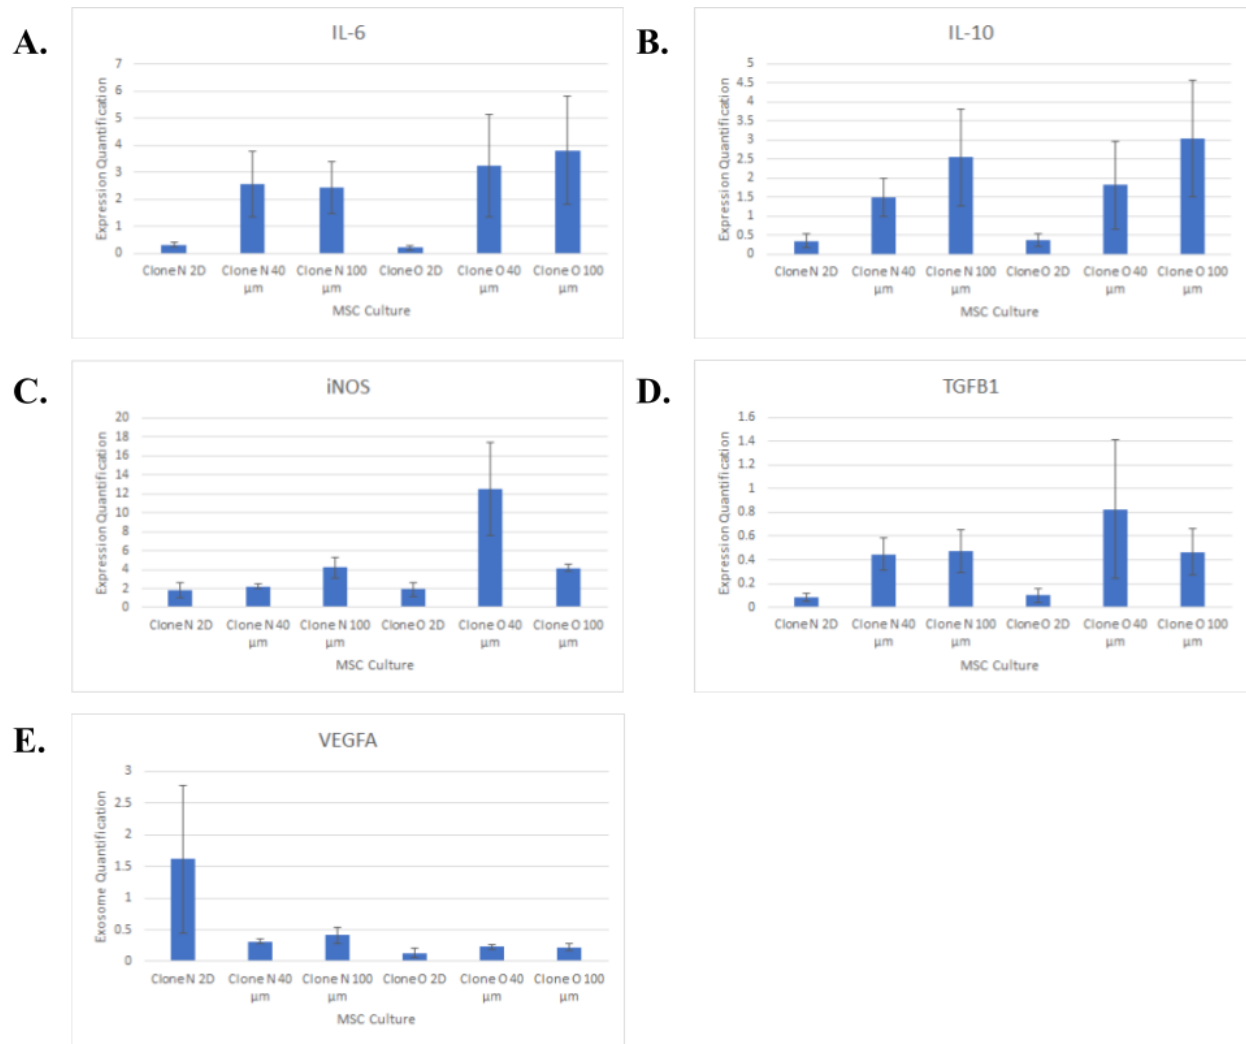 A.
IL-6
Expression Quantification
7
6
5
4
3
2
1
0
Clone N 2D Clone N 40 Clone N 100 Clone O 2D Clone O 40 Clone O 100
µm µm µm µm
MSC Culture
B.
IL-10
Expression Quantification
5
4.5
4
3.5
3
2.5
2
1.5
1
0.5
0
Clone N 2D Clone N 40 Clone N 100 Clone O 2D Clone O 40 Clone O 100
µm µm µm µm
MSC Culture
C.
iNOS
Expression Quantification
20
18
16
14
12
10
8
6
4
2
0
Clone N 2D Clone N 40 Clone N 100 Clone O 2D Clone O 40 Clone O 100
µm µm µm µm
MSC Culture
D.
TGFB1
Expression Quantification
1.6
1.4
1.2
1
0.8
0.6
0.4
0.2
0
Clone N 2D Clone N 40 Clone N 100 Clone O 2D Clone O 40 Clone O 100
µm µm µm µm
MSC Culture
E.
VEGFA
Exosome Quantification
3
2.5
2
1.5
1
0.5
0
Clone N 2D Clone N 40 Clone N 100 Clone O 2D Clone O 40 Clone O 100
µm µm µm µm
MSC Culture